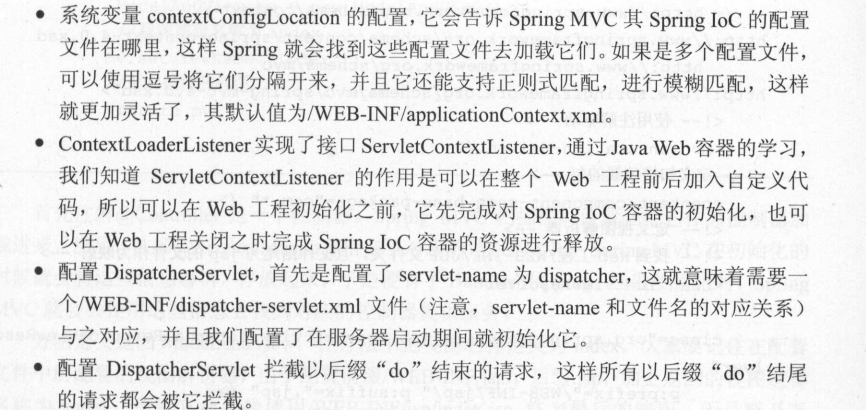 ● 系统变量 contextConfigLocation 的配置，它会告诉 Spring MVC 其 Spring IoC 的配置
文件在哪里，这样 Spring 就会找到这些配置文件去加载它们。如果是多个配置文件，
可以使用逗号将它们分隔开来，并且它还能支持正则式匹配，进行模糊匹配，这样
就更加灵活了，其默认值为/WEB-INF/applicationContext.xml。
● ContextLoaderListener 实现了接口 ServletContextListener，通过 Java Web 容器的学习，
我们知道 ServletContextListener 的作用是可以在整个 Web 工程前后加入自定义代
码，所以可以在 Web 工程初始化之前，它先完成对 Spring IoC 容器的初始化，也可
以在 Web 工程关闭之时完成 Spring IoC 容器的资源进行释放。
● 配置 DispatcherServlet，首先是配置了 servlet-name 为 dispatcher，这就意味着需要一
个/WEB-INF/dispatcher-servlet.xml 文件（注意，servlet-name 和文件名的对应关系）
与之对应，并且我们配置了在服务器启动期间就初始化它。
● 配置 DispatcherServlet 拦截以后缀“do”结束的请求，这样所有以后缀“do”结尾
的请求都会被它拦截。